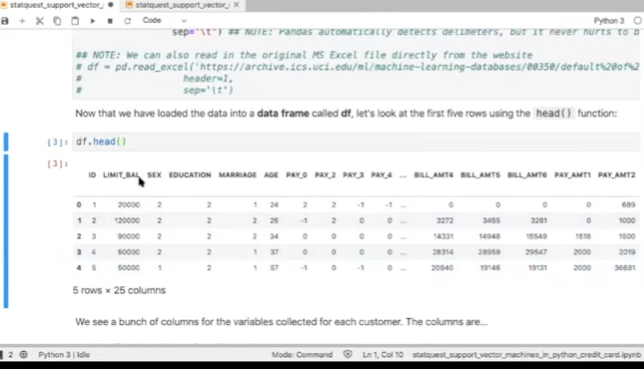 statquest_support_vector_
statquest_support_vector_j
Code
Python 3
sep='\t') ## NOTE: Pandas automatically detects delimeters, but it never hurts to b
## NOTE: We can also read in the original MS Excel file directly from the website
# df = pd.read_excel('https://archive.ics.uci.edu/ml/machine-learning-databases/00350/default%20of%2
# header=1,
# sep='\t')
Now that we have loaded the data into a data frame called df, let's look at the first five rows using the head() function:
[3]: df.head()
[3]:
ID LIMIT_BAL SEX EDUCATION MARRIAGE AGE PAY_0 PAY_2 PAY_3 PAY_4 ... BILL_AMT4 BILL_AMT5 BILL_AMT6 PAY_AMT1 PAY_AMT2
0 1 20000 2 2 1 24 2 2 -1 -1 ... 0 0 0 0 689
1 2 120000 2 2 2 26 -1 2 0 0 ... 3272 3455 3261 0 1000
2 3 90000 2 2 2 34 0 0 0 0 ... 14331 14948 15549 1518 1500
3 4 50000 2 2 1 37 0 0 0 0 ... 28314 28959 29547 2000 2019
4 5 50000 1 2 1 57 -1 0 -1 0 ... 20940 19146 19131 2000 36681
5 rows × 25 columns
We see a bunch of columns for the variables collected for each customer. The columns are...
2 Python 3 | Idle Mode: Command Ln 1, Col 10 statquest_support_vector_machines_in_python_credit_card.ipynb